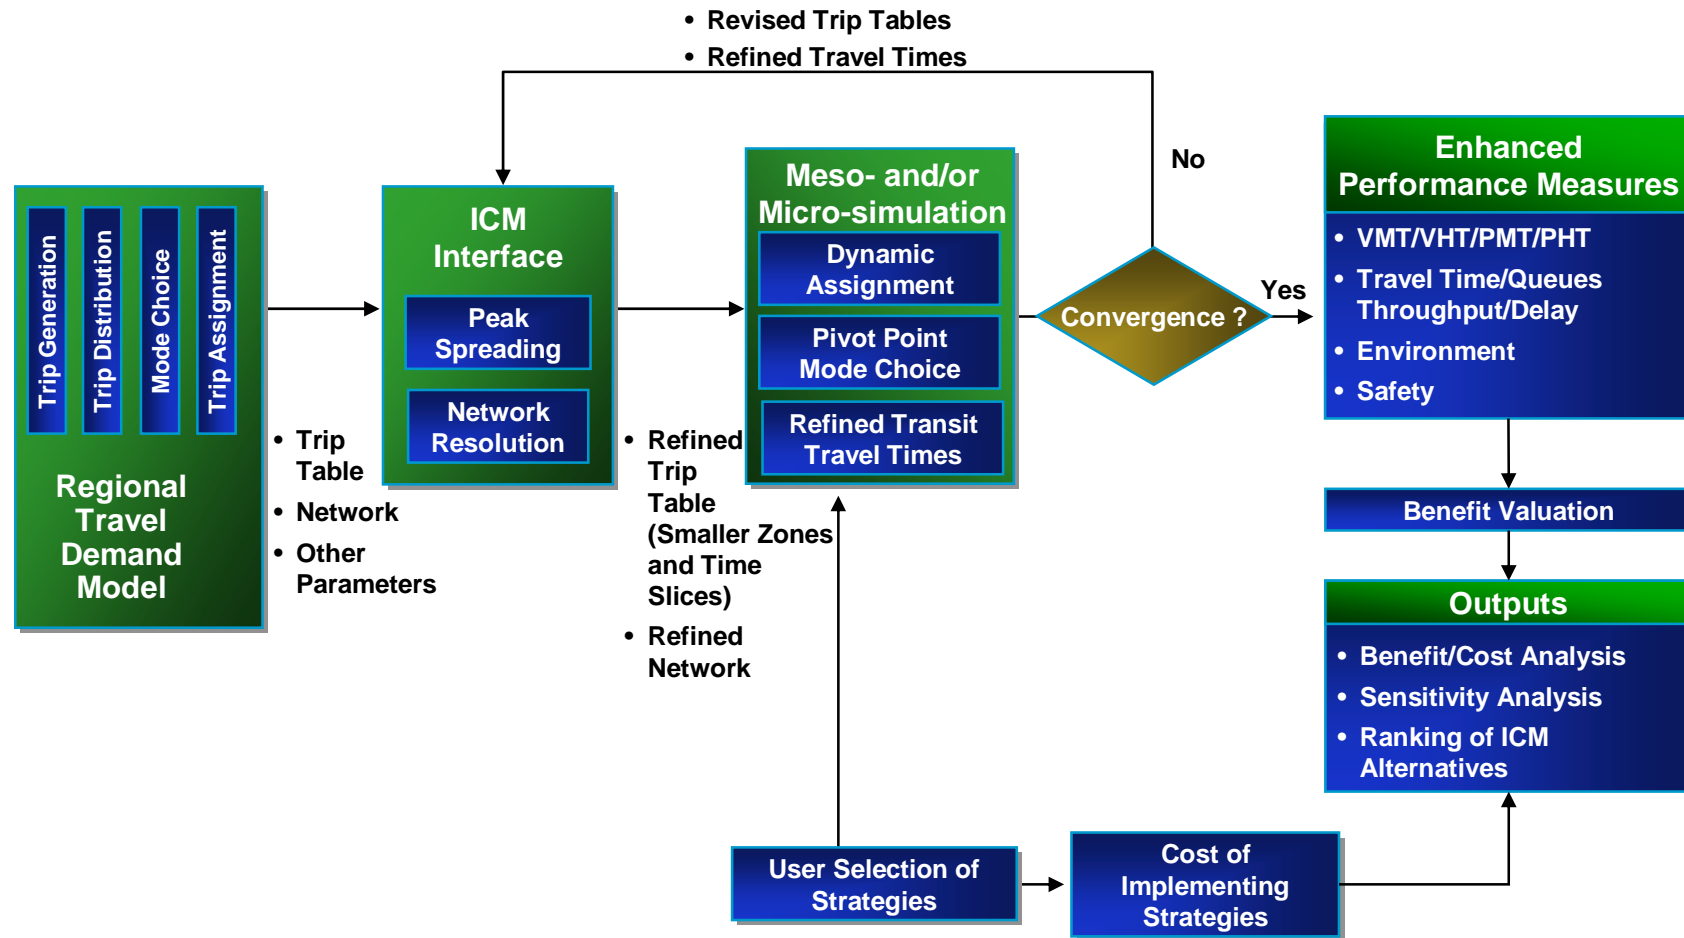 • Revised Trip Tables
• Refined Travel Times
Trip Generation
Trip Distribution
Mode Choice
Trip Assignment
Regional
Travel
Demand
Model
• Trip
Table
• Network
• Other
Parameters
ICM
Interface
Peak
Spreading
Network
Resolution
• Refined
Trip
Table
(Smaller Zones
and Time
Slices)
• Refined
Network
Meso- and/or
Micro-simulation
Dynamic
Assignment
Pivot Point
Mode Choice
Refined Transit
Travel Times
Convergence ?
No
Yes
Enhanced
Performance Measures
• VMT/VHT/PMT/PHT
• Travel Time/Queues
Throughput/Delay
• Environment
• Safety
Benefit Valuation
Outputs
• Benefit/Cost Analysis
• Sensitivity Analysis
• Ranking of ICM
Alternatives
User Selection of
Strategies
Cost of
Implementing
Strategies